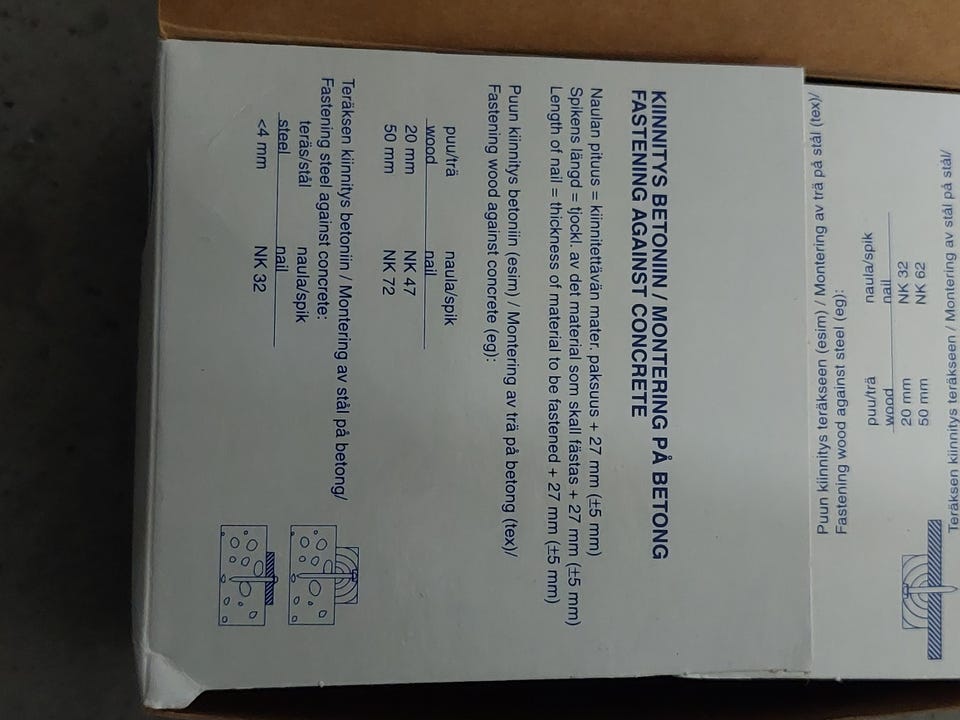 KIINNITYS BETONIIN / MONTERING PÅ BETONG
FASTENING AGAINST CONCRETE
Naulan pituus = kiinnitettävän mater. paksuus + 27 mm (±5 mm)
Spikens längd = tjockl. av det material som skall fästas + 27 mm (±5 mm)
Length of nail = thickness of material to be fastened + 27 mm (±5 mm)
Puun kiinnitys betoniin (esim) / Montering av trä på betong (tex)/
Fastening wood against concrete (eg):
puu/trä naula/spik
wood nail
20 mm NK 47
50 mm NK 72
Teräksen kiinnitys betoniin / Montering av stål på betong/
Fastening steel against concrete:
teräs/stål naula/spik
steel nail
<4 mm NK 32
Puun kiinnitys teräkseen (esim) / Montering av trä på stål (tex)/
Fastening wood against steel (eg):
puu/trä naula/spik
wood nail
20 mm NK 32
50 mm NK 62
Teräksen kiinnitys teräkseen / Montering av stål på stål/